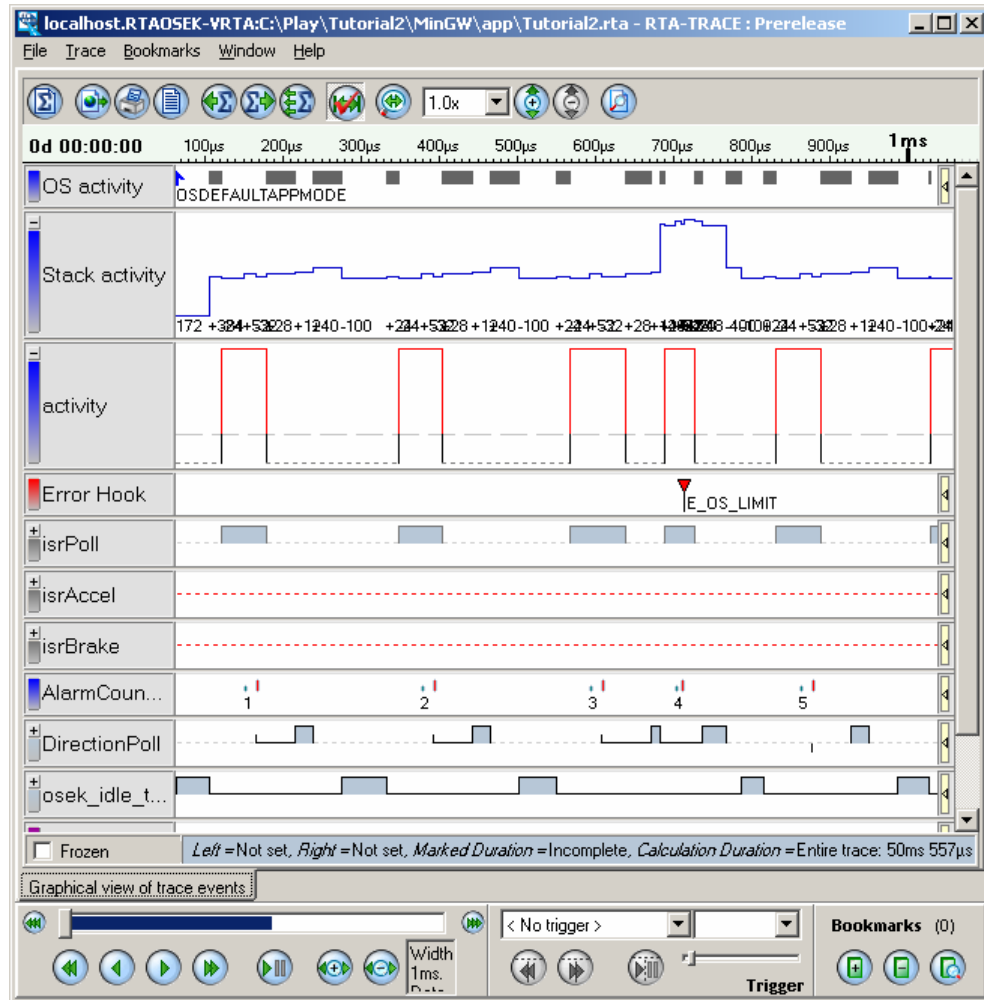 localhost.RTAOSEK-VRTA:C:\Play\Tutorial2\MinGW\app\Tutorial2.rta - RTA-TRACE : Prerelease
File Trace Bookmarks Window Help
1.0x
0d 00:00:00 100µs 200µs 300µs 400µs 500µs 600µs 700µs 800µs 900µs 1ms
OS activity
OSDEFAULTAPPMODE
Stack activity
172
activity
Error Hook
E_OS_LIMIT
isrPoll
isrAccel
isrBrake
AlarmCoun...
1 2 3 4 5
DirectionPoll
osek_idle_t...
Frozen Left =Not set, Right =Not set, Marked Duration =Incomplete, Calculation Duration =Entire trace: 50ms 557µs
Graphical view of trace events
< No trigger > Bookmarks (0)
Width
1ms.
Trigger